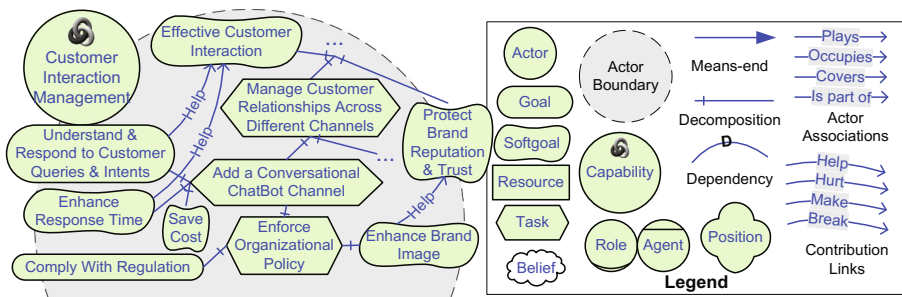 Customer
Interaction
Management
Effective Customer
Interaction
...
Manage Customer
Relationships Across
Different Channels
Help
Help
Understand &
Respond to Customer
Queries & Intents
...
Protect
Brand
Reputation
& Trust
Add a Conversational
ChatBot Channel
Enhance
Response Time
Save
Cost
Enforce
Organizational
Policy
Help
Enhance Brand
Image
Comply With Regulation
Actor
Goal
Softgoal
Resource
Task
Belief
Actor
Boundary
Capability
Role
Agent
Position
Means-end
Decomposition
D
Dependency
Plays
Occupies
Covers
Is part of
Actor
Associations
Help
Hurt
Make
Break
Contribution
Links
Legend